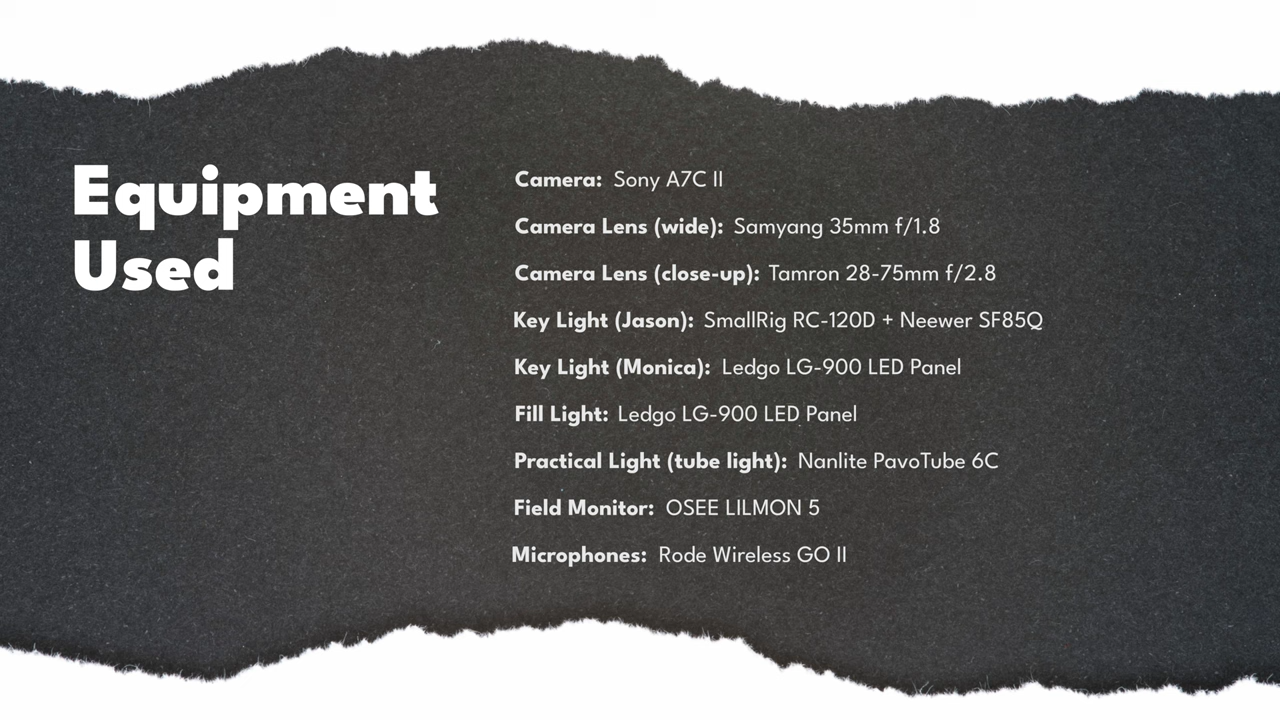 Equipment
Used
Camera: Sony A7C II
Camera Lens (wide): Samyang 35mm f/1.8
Camera Lens (close-up): Tamron 28-75mm f/2.8
Key Light (Jason): SmallRig RC-120D + Neewer SF85Q
Key Light (Monica): Ledgo LG-900 LED Panel
Fill Light: Ledgo LG-900 LED Panel
Practical Light (tube light): Nanlite PavoTube 6C
Field Monitor: OSEE LILMON 5
Microphones: Rode Wireless GO II